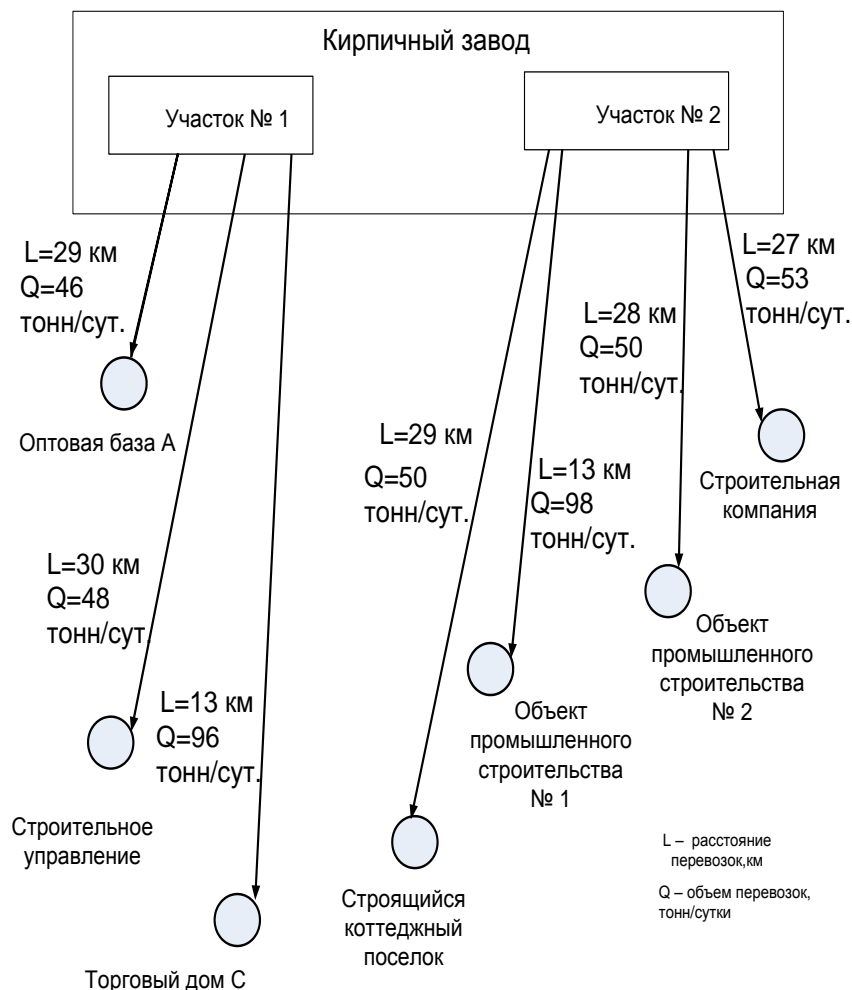 Кирпичный завод
Участок № 1
Участок № 2
L=29 км
Q=46
тонн/сут.
Оптовая база А
L=30 км
Q=48
тонн/сут.
Строительное
управление
L=13 км
Q=96
тонн/сут.
Торговый дом С
L=29 км
Q=50
тонн/сут.
Строящийся
коттеджный
поселок
L=13 км
Q=98
тонн/сут.
Объект
промышленного
строительства
№ 1
L=28 км
Q=50
тонн/сут.
Объект
промышленного
строительства
№ 2
L=27 км
Q=53
тонн/сут.
Строительная
компания
L – расстояние
перевозок,км
Q – объем перевозок,
тонн/сутки